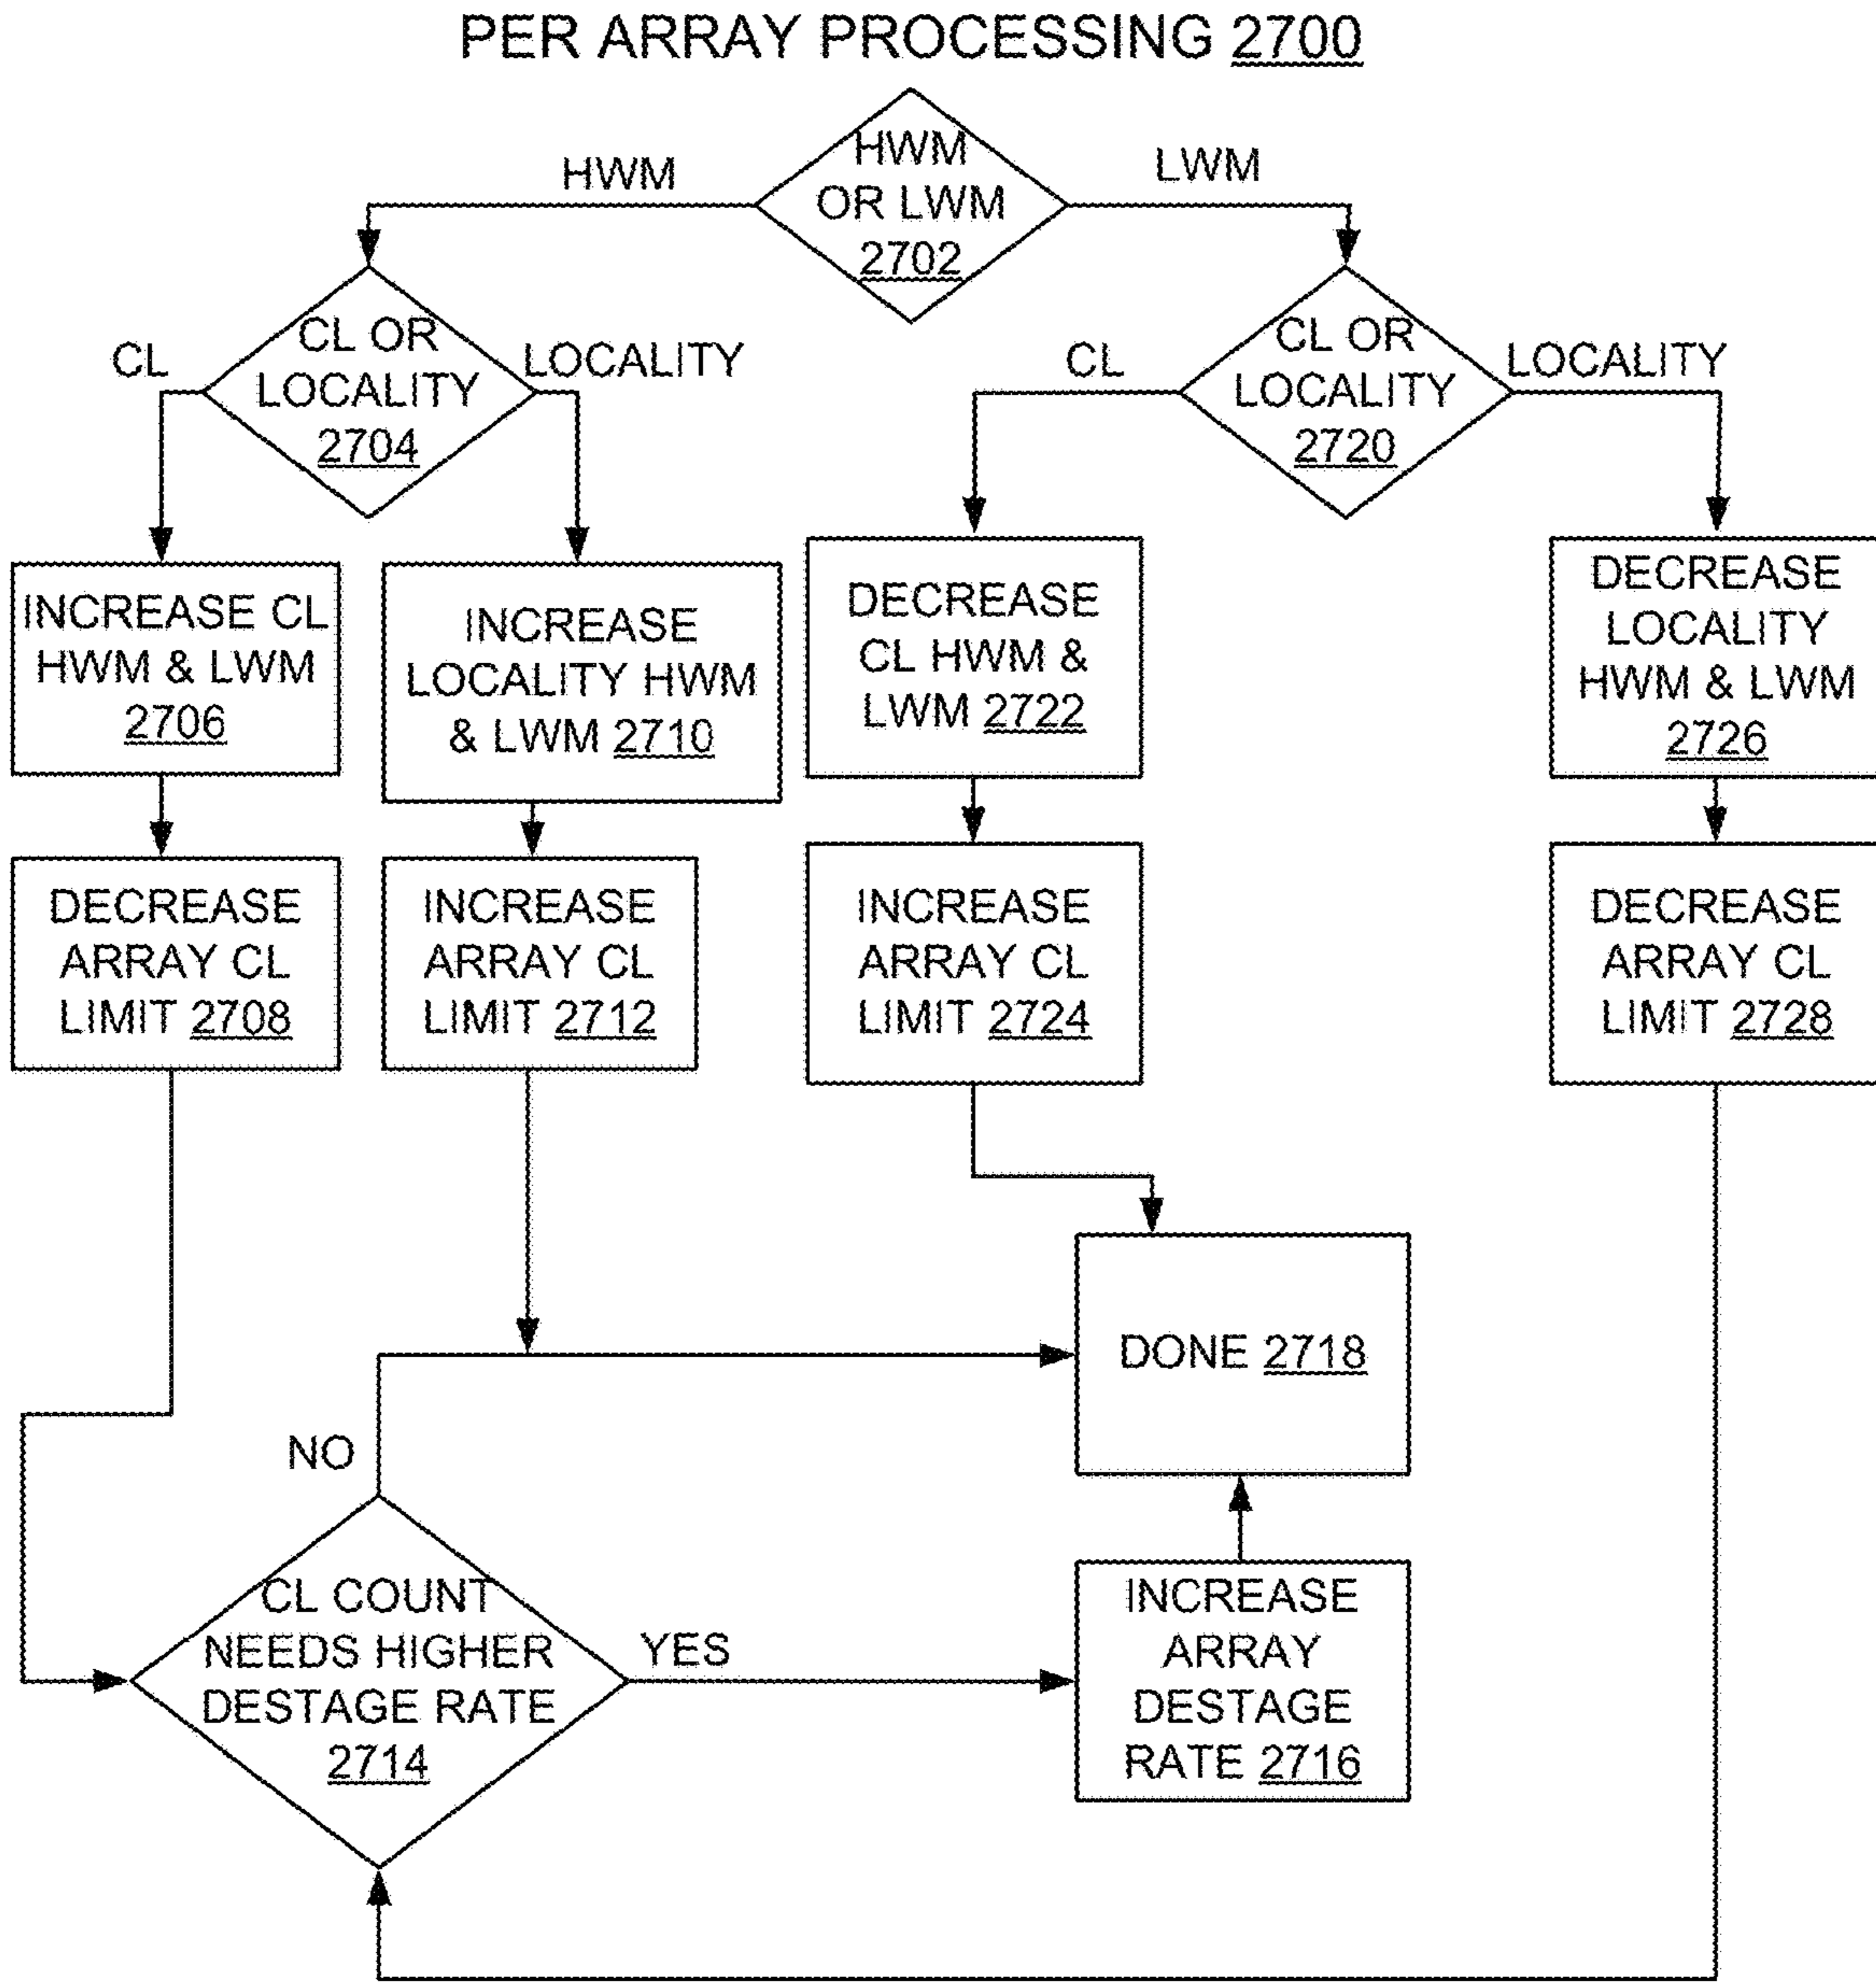 PER ARRAY PROCESSING 2700
HWM
OR LWM
2702
HWM
LWM
CL OR
LOCALITY
2704
CL
LOCALITY
CL OR
LOCALITY
2720
CL
LOCALITY
INCREASE CL
HWM & LWM
2706
INCREASE
LOCALITY HWM
& LWM 2710
DECREASE
CL HWM &
LWM 2722
DECREASE
LOCALITY
HWM & LWM
2726
DECREASE
ARRAY CL
LIMIT 2708
INCREASE
ARRAY CL
LIMIT 2712
INCREASE
ARRAY CL
LIMIT 2724
DECREASE
ARRAY CL
LIMIT 2728
DONE 2718
NO
CL COUNT
NEEDS HIGHER
DESTAGE RATE
2714
YES
INCREASE
ARRAY
DESTAGE
RATE 2716